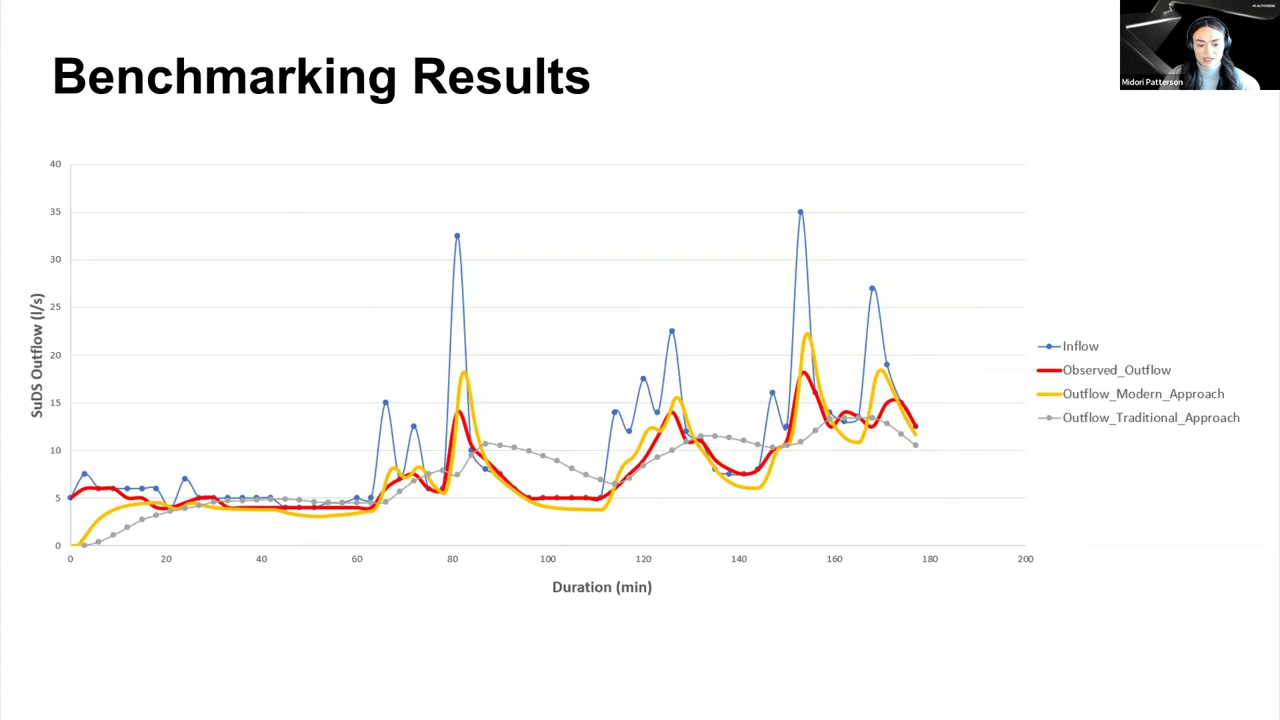 AUTODESK
Midori Patterson
Benchmarking Results
SuDS Outflow (l/s)
40
35
30
25
20
15
10
5
0
0 20 40 60 80 100 120 140 160 180 200
Duration (min)
Inflow
Observed_Outflow
Outflow_Modern_Approach
Outflow_Traditional_Approach